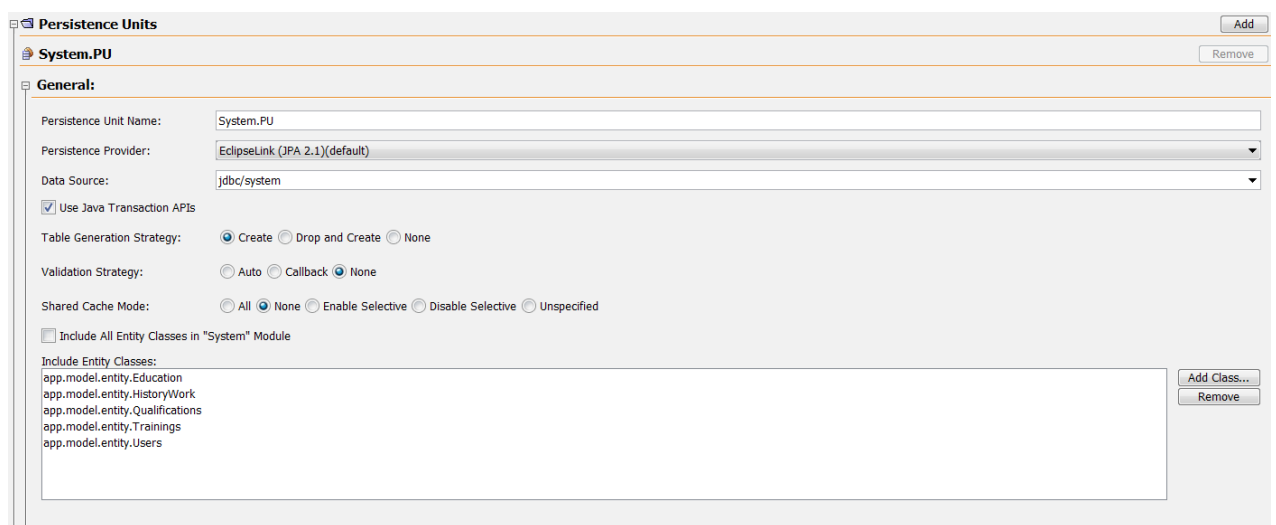 Persistence Units Add
System.PU Remove
General:
Persistence Unit Name: System.PU
Persistence Provider: EclipseLink (JPA 2.1)(default)
Data Source: jdbc/system
Use Java Transaction APIs
Table Generation Strategy: Create Drop and Create None
Validation Strategy: Auto Callback None
Shared Cache Mode: All None Enable Selective Disable Selective Unspecified
Include All Entity Classes in "System" Module
Include Entity Classes:
app.model.entity.Education Add Class...
app.model.entity.HistoryWork Remove
app.model.entity.Qualifications
app.model.entity.Trainings
app.model.entity.Users